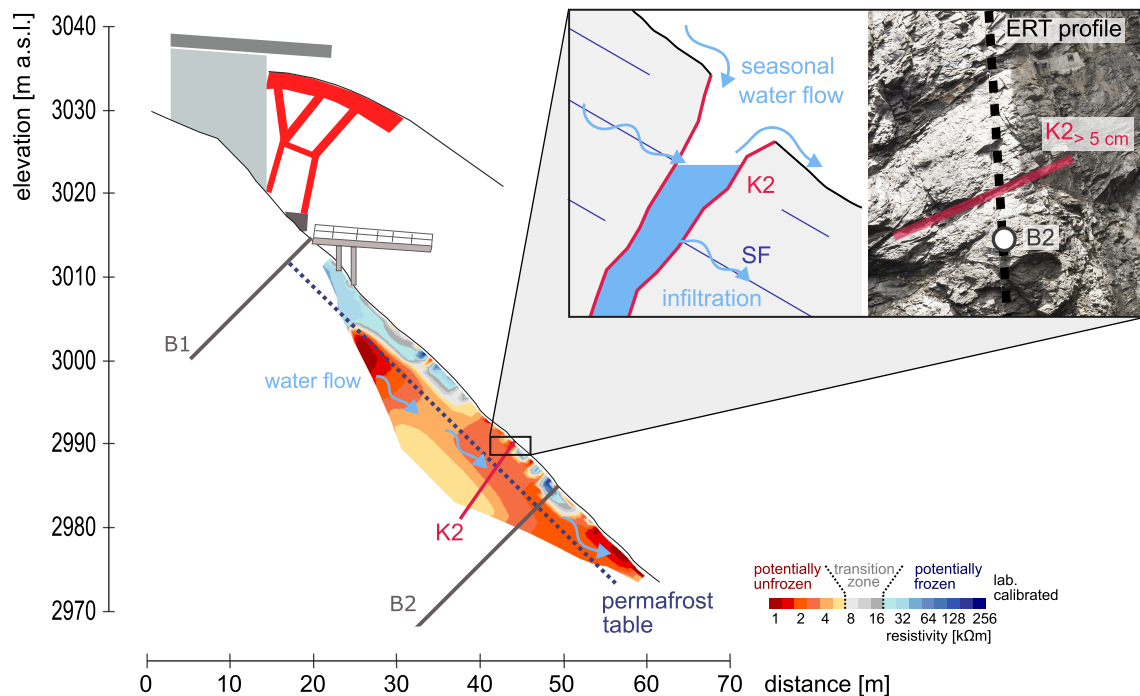 elevation [m a.s.l.]
3040
3030
3020
3010
3000
2990
2980
2970
B1
water flow
K2
B2
permafrost
table
seasonal
water flow
K2
SF
infiltration
ERT profile
K2> 5 cm
B2
potentially
unfrozen
transition
zone
potentially
frozen
lab.
calibrated
1 2 4 8 16 32 64 128 256
resistivity [kΩm]
0 10 20 30 40 50 60 70 distance [m]